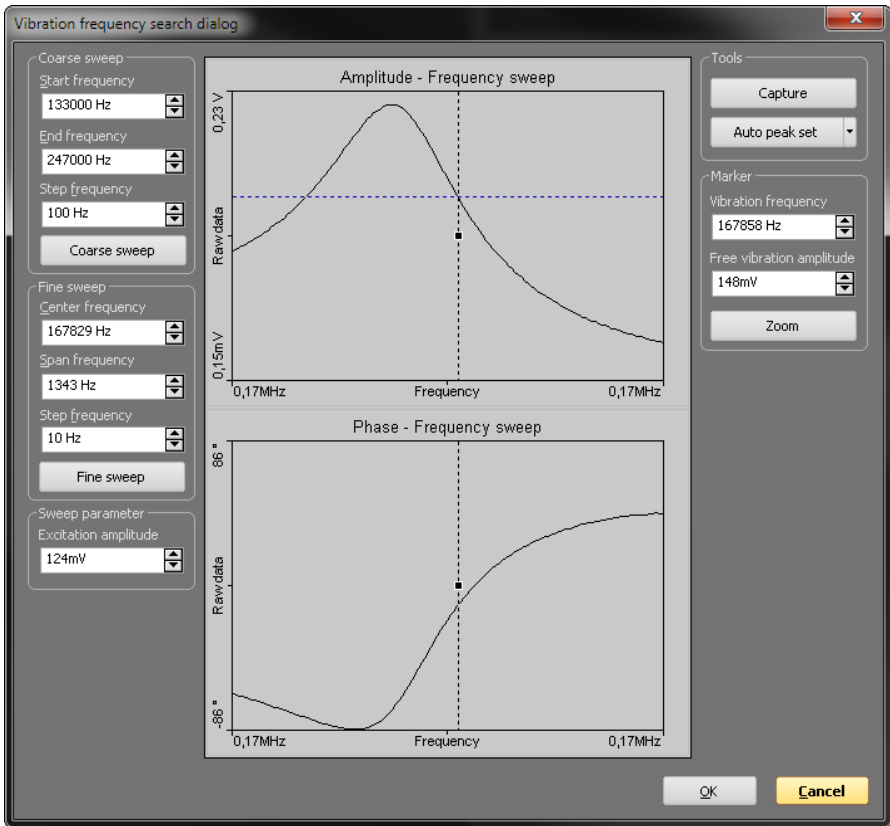 Vibration frequency search dialog
x
Coarse sweep
Start frequency
133000 Hz
End frequency
247000 Hz
Step frequency
100 Hz
Coarse sweep
Fine sweep
Center frequency
167829 Hz
Span frequency
1343 Hz
Step frequency
10 Hz
Fine sweep
Sweep parameter
Excitation amplitude
124mV
Amplitude - Frequency sweep
0,23 V
Rawdata
0,15mV
0,17MHz
Frequency
0,17MHz
Phase - Frequency sweep
86°
Rawdata
-86°
0,17MHz
Frequency
0,17MHz
Tools
Capture
Auto peak set
Marker
Vibration frequency
167858 Hz
Free vibration amplitude
148mV
Zoom
OK
Cancel